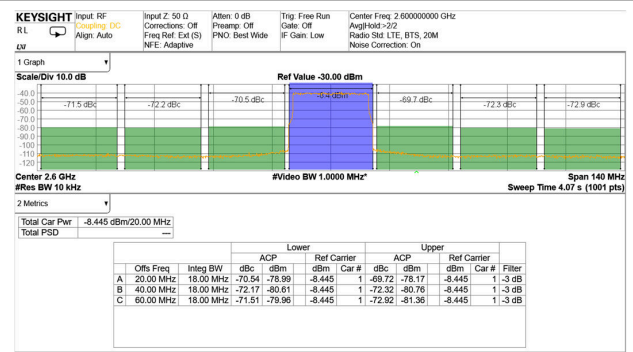 KEYSIGHT Input: RF Input Z: 50 Ω Atten: 0 dB Trig: Free Run Center Freq: 2.600000000 GHz
RL Coupling: DC Corrections: Off Preamp: Off Gate: Off Avg|Hold:>2/2
Align: Auto Freq Ref: Ext (S) PNO: Best Wide IF Gain: Low Radio Std: LTE, BTS, 20M
LXI NFE: Adaptive Noise Correction: On
1 Graph
Scale/Div 10.0 dB Ref Value -30.00 dBm
-40.0
-50.0 -71.5 dBc -72.2 dBc -70.5 dBc -8.4 dBm -69.7 dBc -72.3 dBc -72.9 dBc
-60.0
-70.0
-80.0
-90.0
-100
-110
-120
Center 2.6 GHz #Video BW 1.0000 MHz* Span 140 MHz
#Res BW 10 kHz Sweep Time 4.07 s (1001 pts)
2 Metrics
Total Car Pwr -8.445 dBm/20.00 MHz
Total PSD ---
Lower Upper
ACP Ref Carrier ACP Ref Carrier
Offs Freq Integ BW dBc dBm dBm Car # dBc dBm dBm Car # Filter
A 20.00 MHz 18.00 MHz -70.54 -78.99 -8.445 1 -69.72 -78.17 -8.445 1 -3 dB
B 40.00 MHz 18.00 MHz -72.17 -80.61 -8.445 1 -72.32 -80.76 -8.445 1 -3 dB
C 60.00 MHz 18.00 MHz -71.51 -79.96 -8.445 1 -72.92 -81.36 -8.445 1 -3 dB